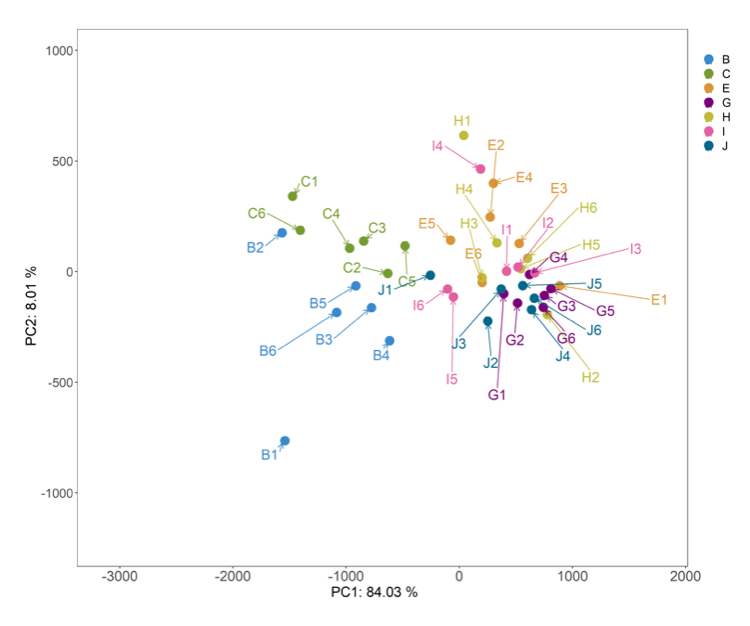 1000
500
0
-500
-1000
-3000
-2000
-1000
0
1000
2000
PC1: 84.03 %
PC2: 8.01 %
H1
I4
E2
E4
C1
H4
E3
C6
C4
C3
E5
H3
I1
I2
H6
B2
H5
I3
C2
C5
E6
G4
J1
J5
B5
I6
E1
G3
G5
B6
B3
B4
J3
J2
G2
G6
J6
J4
I5
G1
H2
B1
B
C
E
G
H
I
J